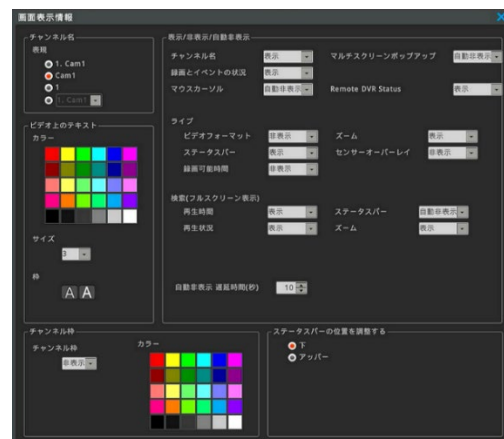 画面表示情報
チャンネル名
表現
1. Cam1
Cam1
1
1. Cam1
ビデオ上のテキスト
カラー
サイズ
3
枠
A A
表示/非表示/自動非表示
チャンネル名 表示 マルチスクリーンポップアップ 自動非表示
録画とイベントの状況 表示
マウスカーソル 自動非表示 Remote DVR Status 表示
ライブ
ビデオフォーマット 非表示 ズーム 表示
ステータスバー 表示 センサーオーバーレイ 非表示
録画可能時間 非表示
検索(フルスクリーン表示)
再生時間 表示 ステータスバー 自動非表示
再生状況 表示 ズーム 表示
自動非表示 遅延時間(秒) 10
チャンネル枠
チャンネル枠 カラー
非表示
ステータスバーの位置を調整する
下
アッパー